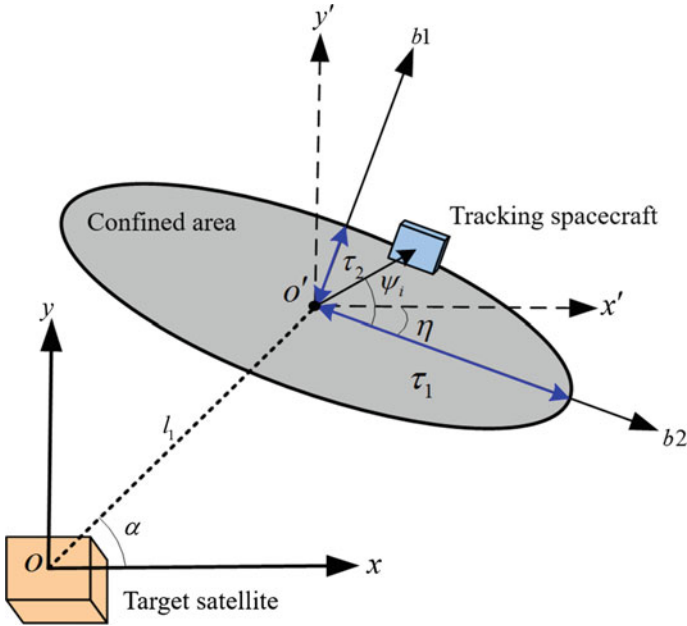 y′
b1
Confined area
Tracking spacecraft
τ₂
ψᵢ
O′
x′
y
η
τ₁
l₁
b2
α
O
x
Target satellite